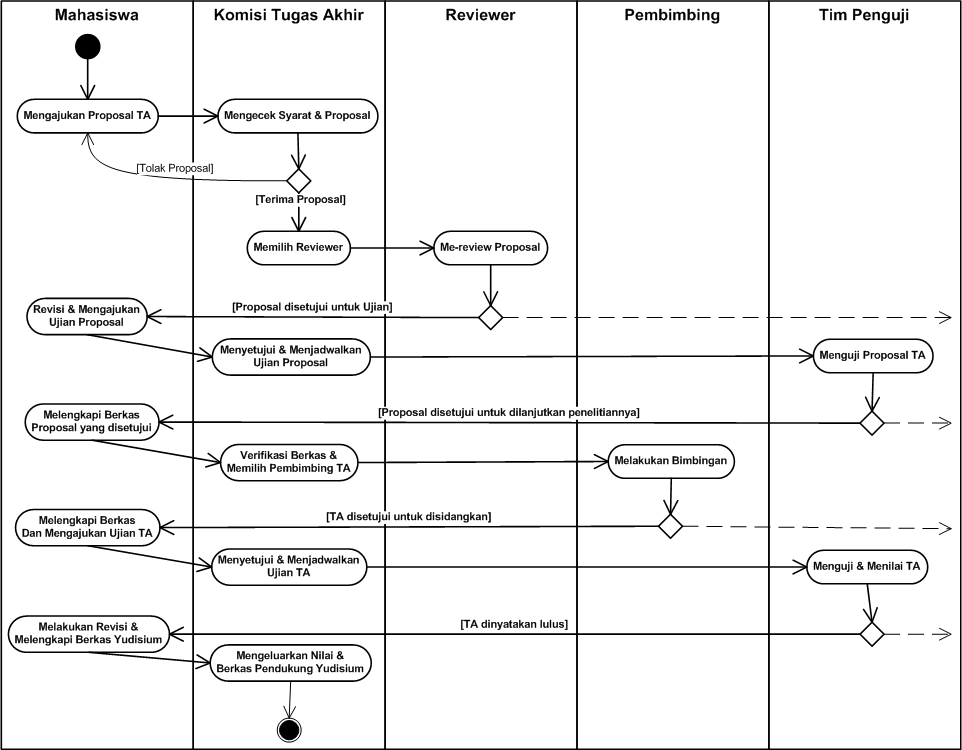 Mahasiswa
Komisi Tugas Akhir
Reviewer
Pembimbing
Tim Penguji
Mengajukan Proposal TA
Mengecek Syarat & Proposal
[Tolak Proposal]
[Terima Proposal]
Memilih Reviewer
Me-review Proposal
[Proposal disetujui untuk Ujian]
Revisi & Mengajukan
Ujian Proposal
Menyetujui & Menjadwalkan
Ujian Proposal
Menguji Proposal TA
[Proposal disetujui untuk dilanjutkan penelitiannya]
Melengkapi Berkas
Proposal yang disetujui
Verifikasi Berkas &
Memilih Pembimbing TA
Melakukan Bimbingan
[TA disetujui untuk disidangkan]
Melengkapi Berkas
Dan Mengajukan Ujian TA
Menyetujui & Menjadwalkan
Ujian TA
Menguji & Menilai TA
[TA dinyatakan lulus]
Melakukan Revisi &
Melengkapi Berkas Yudisium
Mengeluarkan Nilai &
Berkas Pendukung Yudisium